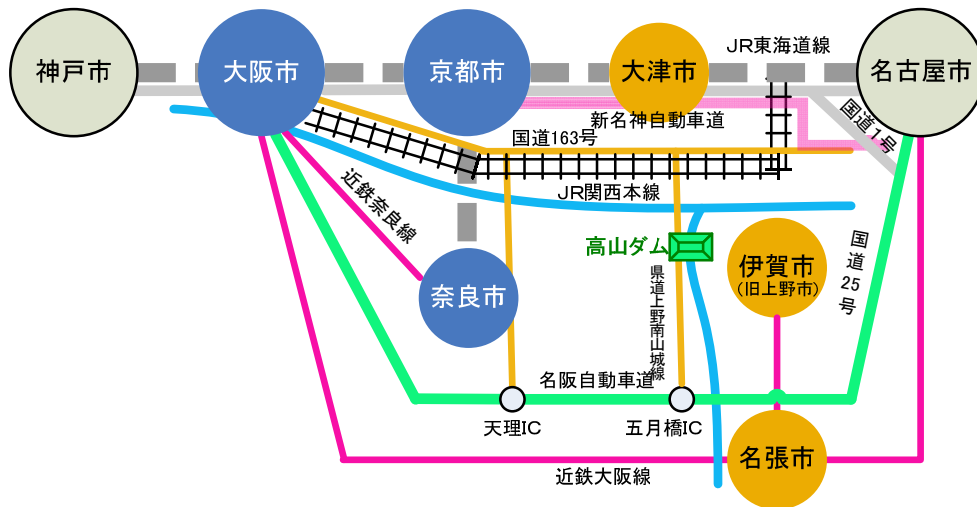 JR東海道線
神戸市
大阪市
京都市
大津市
名古屋市
新名神自動車道
国道1号
国道163号
JR関西本線
近鉄奈良線
高山ダム
伊賀市
(旧上野市)
国道25号
奈良市
県道上野南山城線
名阪自動車道
天理IC
五月橋IC
名張市
近鉄大阪線